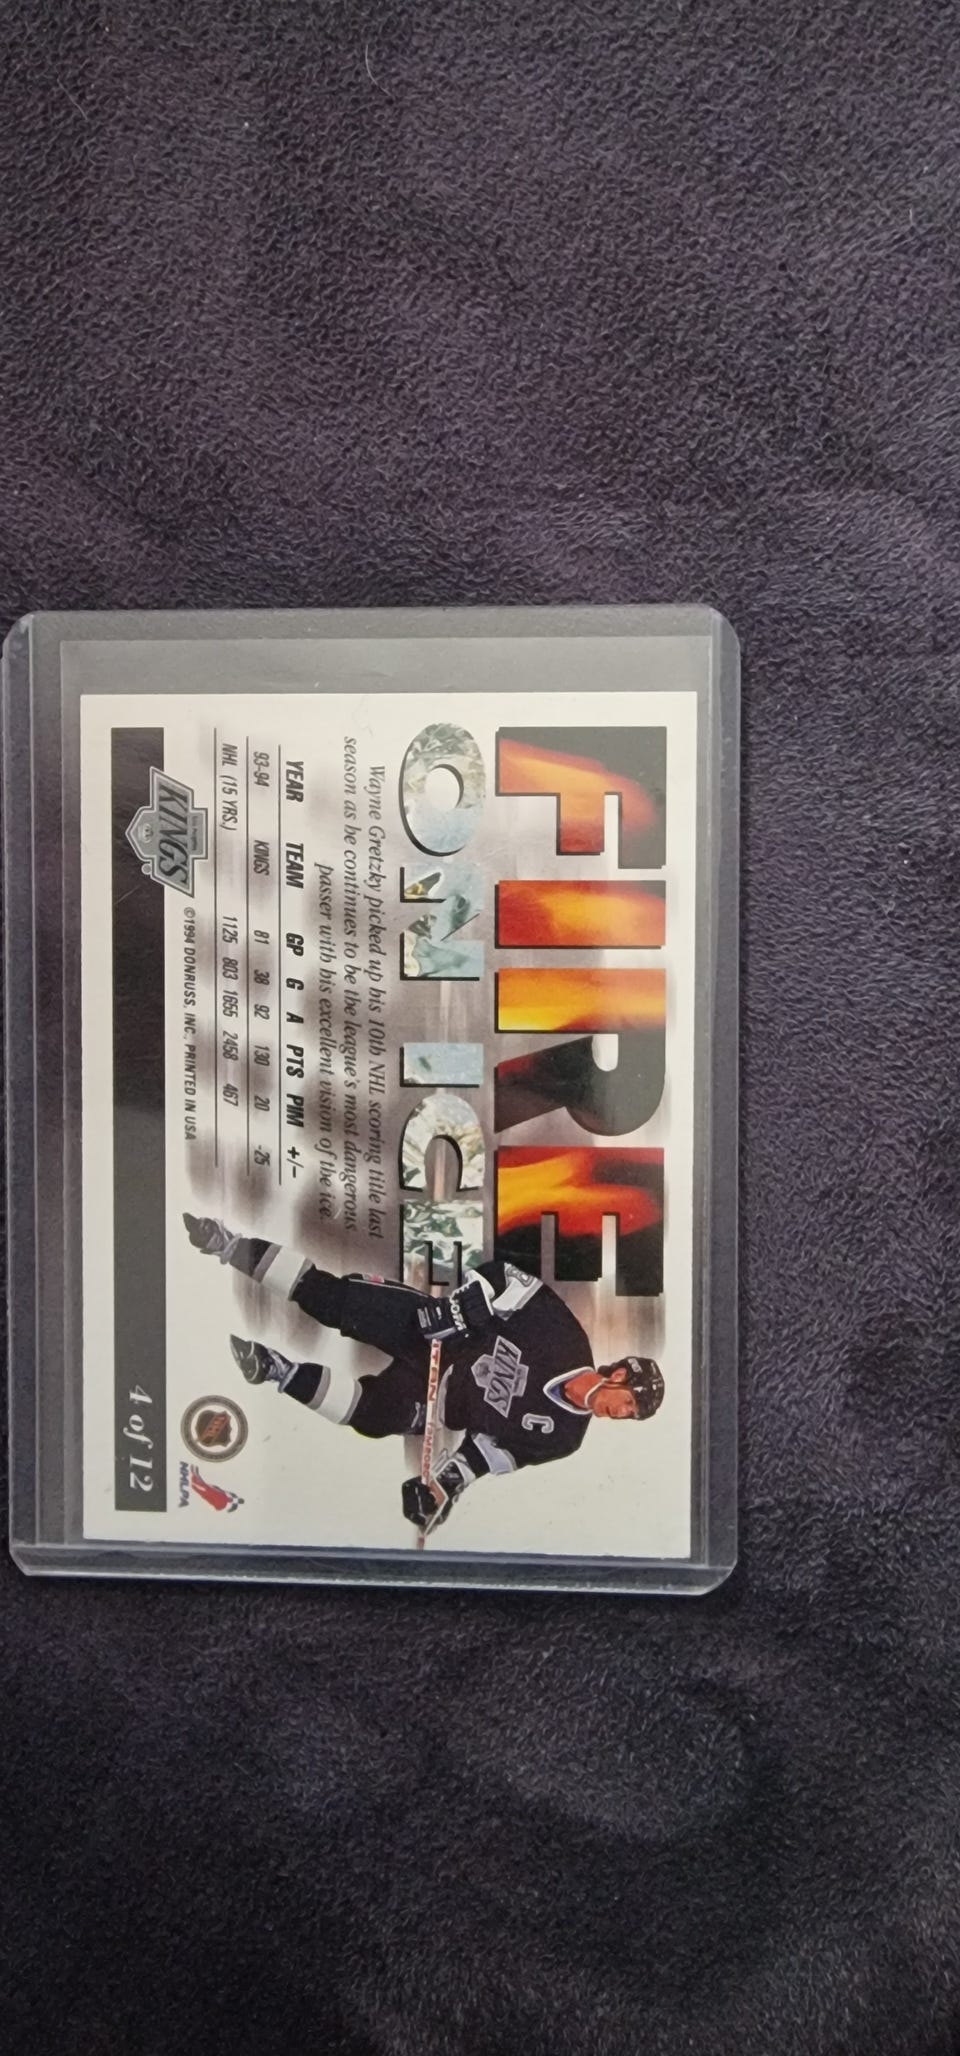 FIRE
ON ICE
Wayne Gretzky picked up his 10th NHL scoring title last
season as he continues to be the league's most dangerous
passer with his excellent vision of the ice.
YEAR TEAM GP G A PTS PIM +/-
93-94 KINGS 81 38 92 130 20 -25
NHL (15 YRS.) 1125 803 1655 2458 467
©1994 DONRUSS, INC., PRINTED IN USA
KINGS
4 of 12
NHL
NHLPA
KINGS
C
TITAN